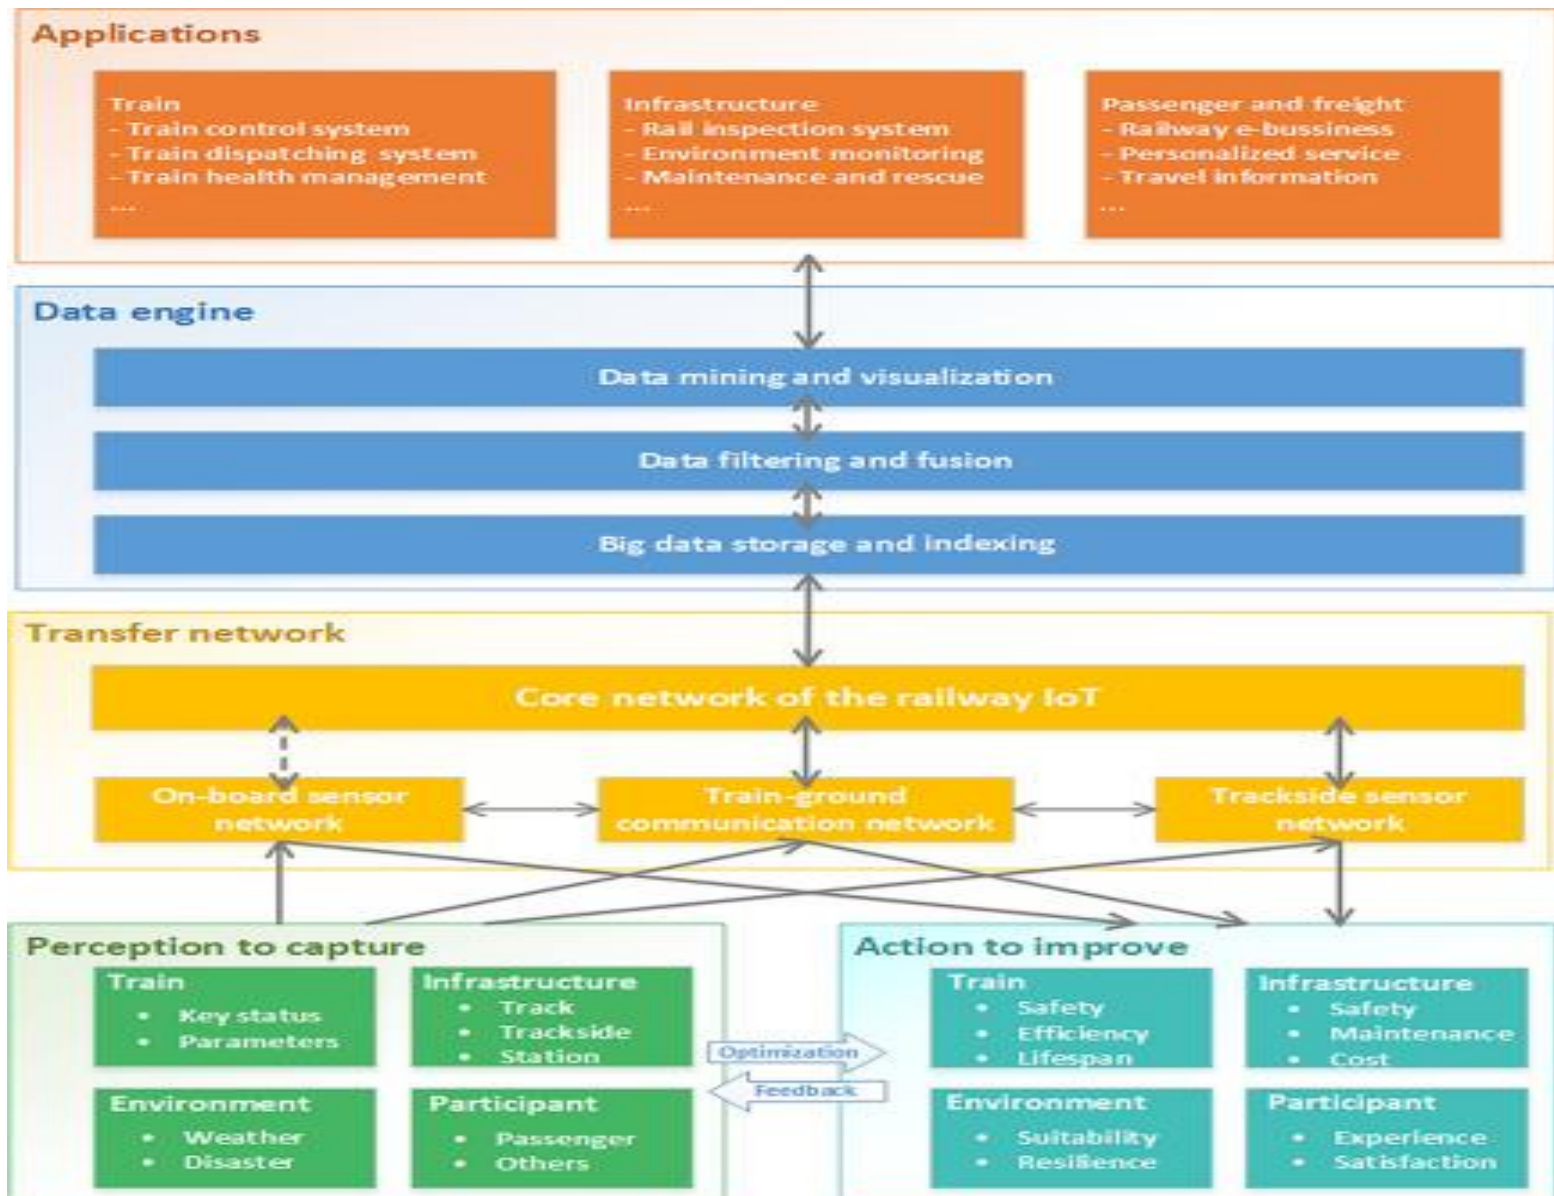 Applications
Train
- Train control system
- Train dispatching system
- Train health management
...
Infrastructure
- Rail inspection system
- Environment monitoring
- Maintenance and rescue
...
Passenger and freight
- Railway e-bussiness
- Personalized service
- Travel information
...
Data engine
Data mining and visualization
Data filtering and fusion
Big data storage and indexing
Transfer network
Core network of the railway IoT
On-board sensor
network
Train-ground
communication network
Trackside sensor
network
Perception to capture
Train
• Key status
• Parameters
Infrastructure
• Track
• Trackside
• Station
Environment
• Weather
• Disaster
Participant
• Passenger
• Others
Optimization
Feedback
Action to improve
Train
• Safety
• Efficiency
• Lifespan
Infrastructure
• Safety
• Maintenance
• Cost
Environment
• Suitability
• Resilience
Participant
• Experience
• Satisfaction